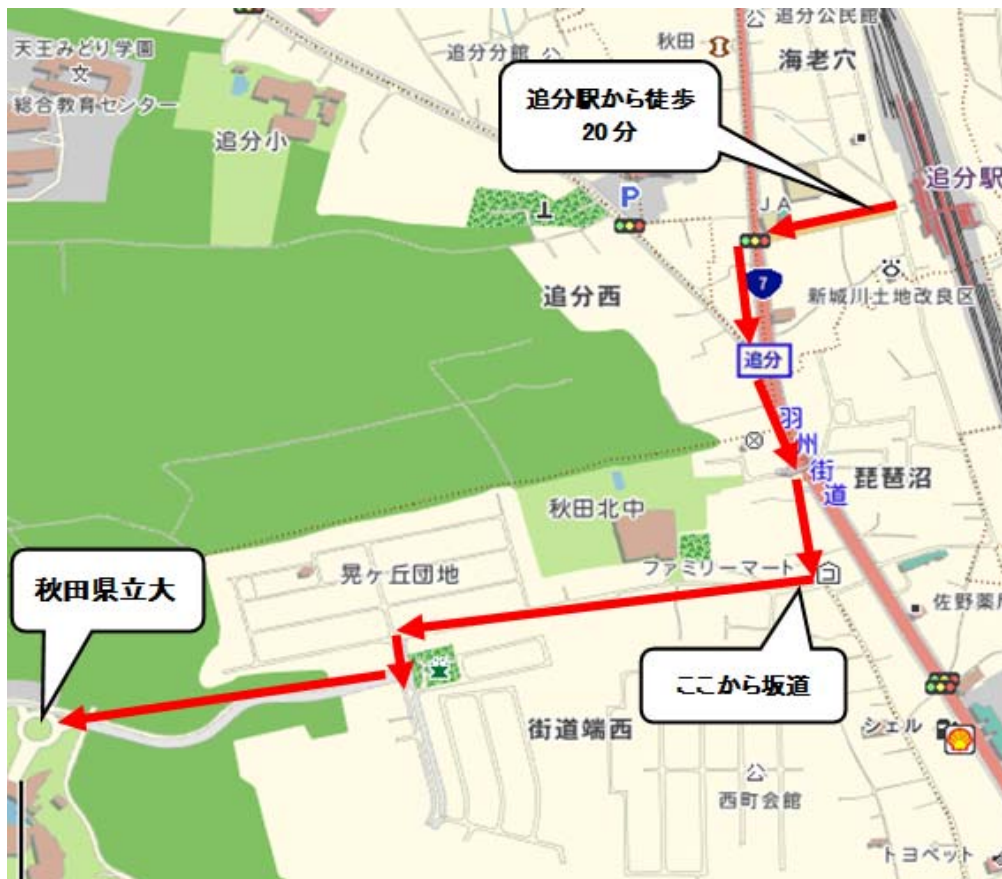 追分公民館
天王みどり学園
文
総合教育センター
追分分館
公
公
秋田
海老穴
追分駅から徒歩
20分
追分小
追分駅
P
JA
7
新城川土地改良区
追分西
追分
羽州街道
琵琶沼
秋田北中
晃ヶ丘団地
ファミリーマート
秋田県立大
佐野薬局
ここから坂道
街道端西
シェル
公
西町会館
トヨペット